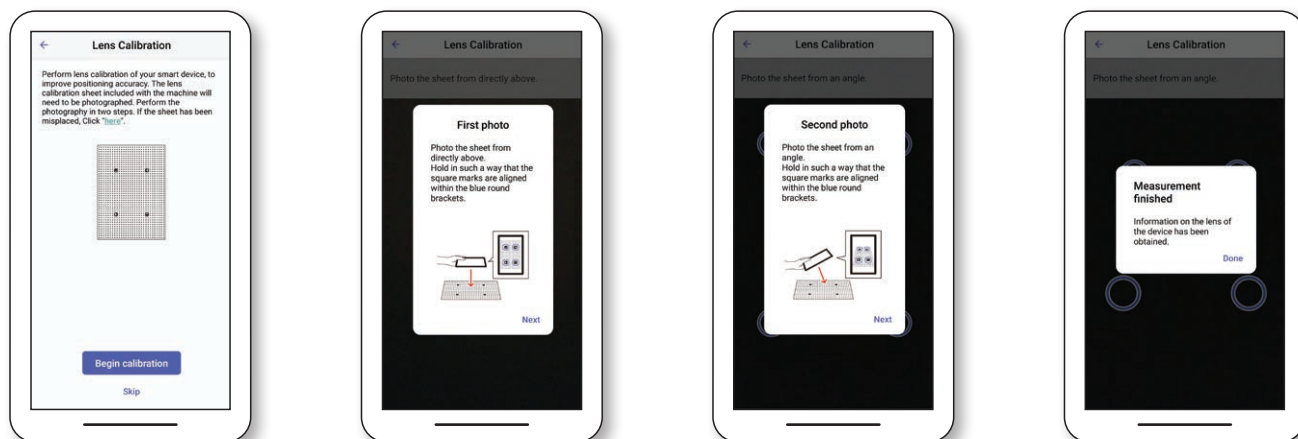 Lens Calibration
Perform lens calibration of your smart device, to
improve positioning accuracy. The lens
calibration sheet included with the machine will
need to be photographed. Perform the
photography in two steps. If the sheet has been
misplaced, Click "here".
Begin calibration
Skip
Lens Calibration
Photo the sheet from directly above.
First photo
Photo the sheet from
directly above.
Hold in such a way that the
square marks are aligned
within the blue round
brackets.
Next
Lens Calibration
Photo the sheet from an angle.
Second photo
Photo the sheet from an
angle.
Hold in such a way that the
square marks are aligned
within the blue round
brackets.
Next
Lens Calibration
Photo the sheet from an angle.
Measurement
finished
Information on the lens of
the device has been
obtained.
Done